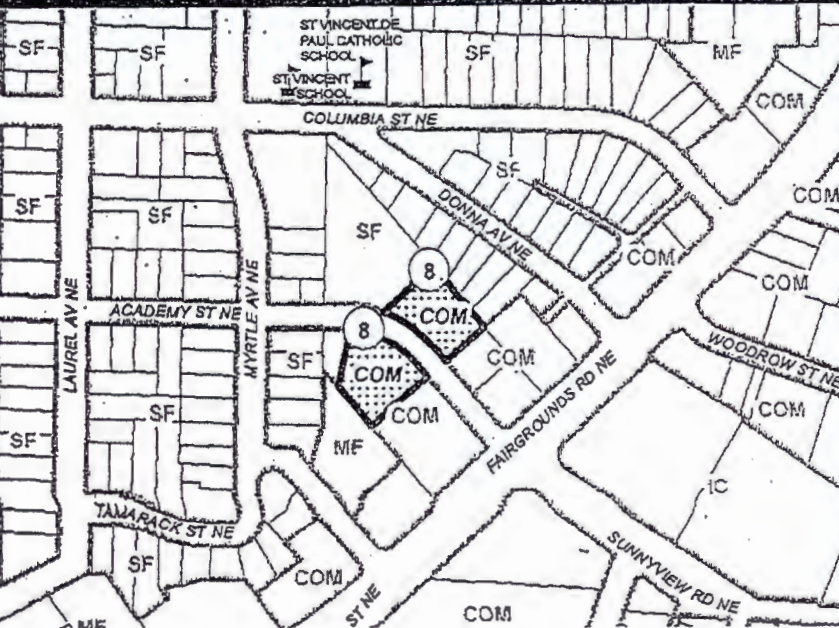 SF
SF
ST VINCENT DE
PAUL CATHOLIC
SCHOOL
ST VINCENT
SCHOOL
SF
MF
COM
COLUMBIA ST NE
SF
COM
SF
SF
SF
DONNA AV NE
COM
COM
8
LAUREL AV NE
ACADEMY ST NE
MYRTLE AV NE
8
COM
COM
WOODROW ST NE
SF
COM
FAIRGROUNDS RD NE
COM
SF
SF
COM
MF
IC
TAMARACK ST NE
SF
COM
SUNNYVIEW RD NE
ST NE
COM
MF